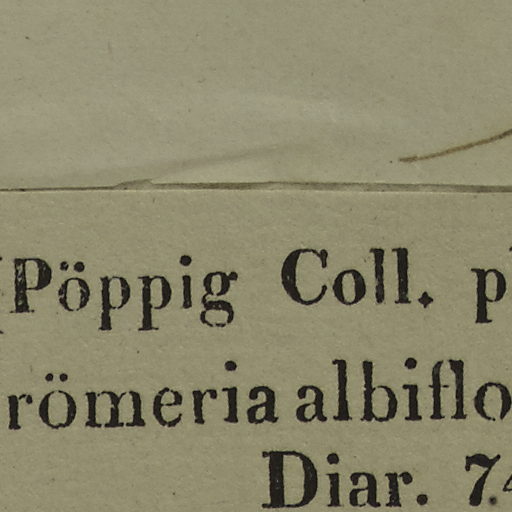 (Pöppig Coll. p
römeria albiflo
Diar. 74